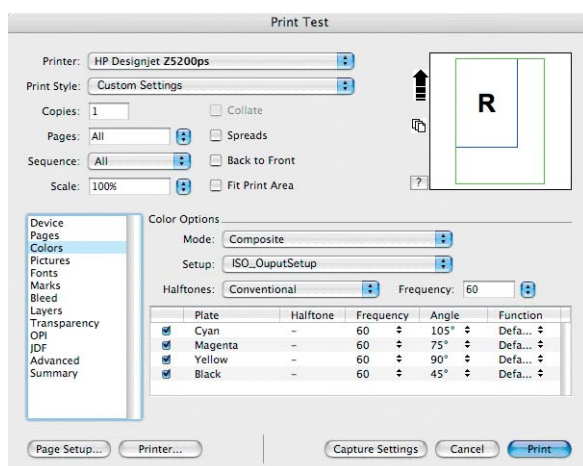 Print Test
Printer: HP Designjet Z5200ps
Print Style: Custom Settings
Copies: 1 Collate
Pages: All Spreads
Sequence: All Back to Front
Scale: 100% Fit Print Area
R
?
Device
Pages
Colors
Pictures
Fonts
Marks
Bleed
Layers
Transparency
OPI
JDF
Advanced
Summary
Color Options
Mode: Composite
Setup: ISO_OuputSetup
Halftones: Conventional Frequency: 60
Plate Halftone Frequency Angle Function
Cyan – 60 105° Defa...
Magenta – 60 75° Defa...
Yellow – 60 90° Defa...
Black – 60 45° Defa...
Page Setup... Printer... Capture Settings Cancel Print